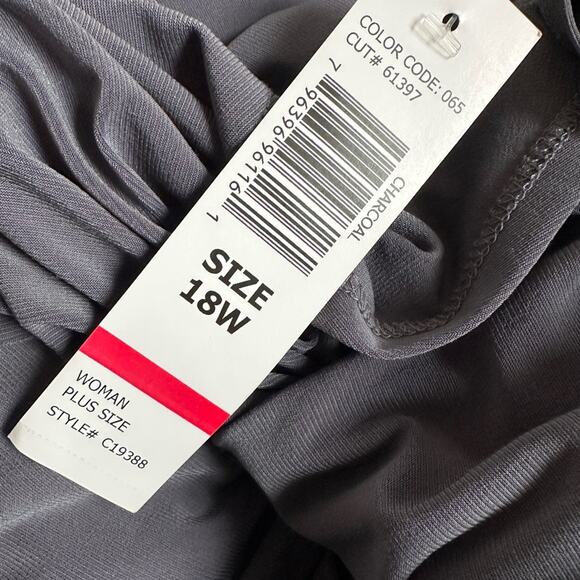 COLOR CODE: 065
CUT# 61397
7 96396 96116 1
CHARCOAL
SIZE
18W
WOMAN
PLUS SIZE
STYLE# C19388